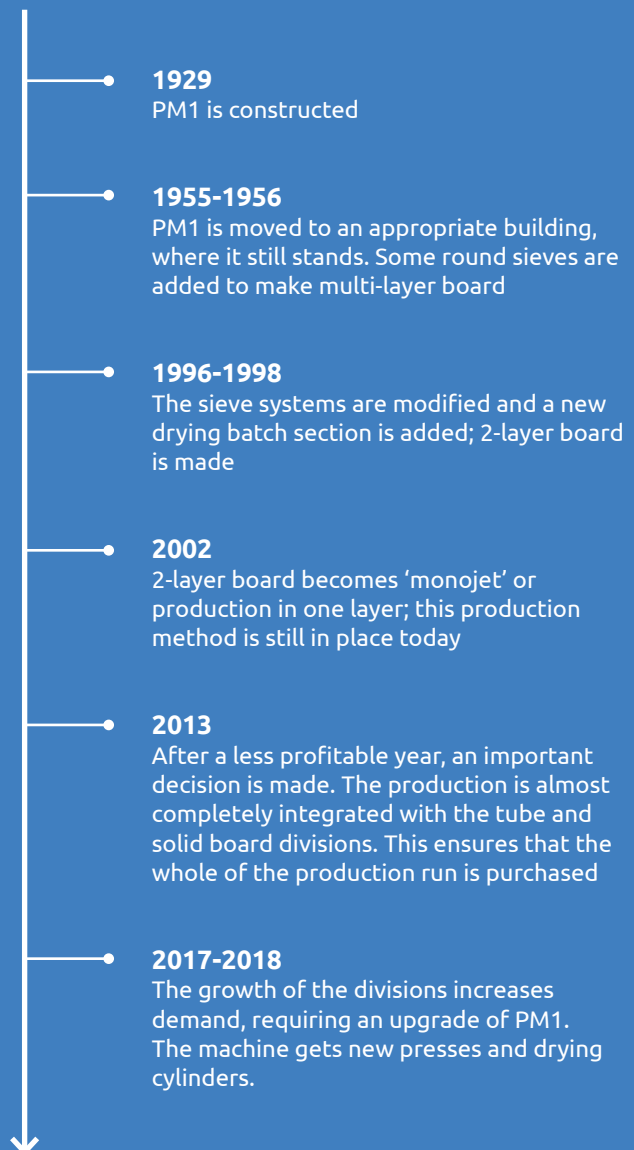 1929
PM1 is constructed
1955-1956
PM1 is moved to an appropriate building,
where it still stands. Some round sieves are
added to make multi-layer board
1996-1998
The sieve systems are modified and a new
drying batch section is added; 2-layer board
is made
2002
2-layer board becomes ‘monojet’ or
production in one layer; this production
method is still in place today
2013
After a less profitable year, an important
decision is made. The production is almost
completely integrated with the tube and
solid board divisions. This ensures that the
whole of the production run is purchased
2017-2018
The growth of the divisions increases
demand, requiring an upgrade of PM1.
The machine gets new presses and drying
cylinders.